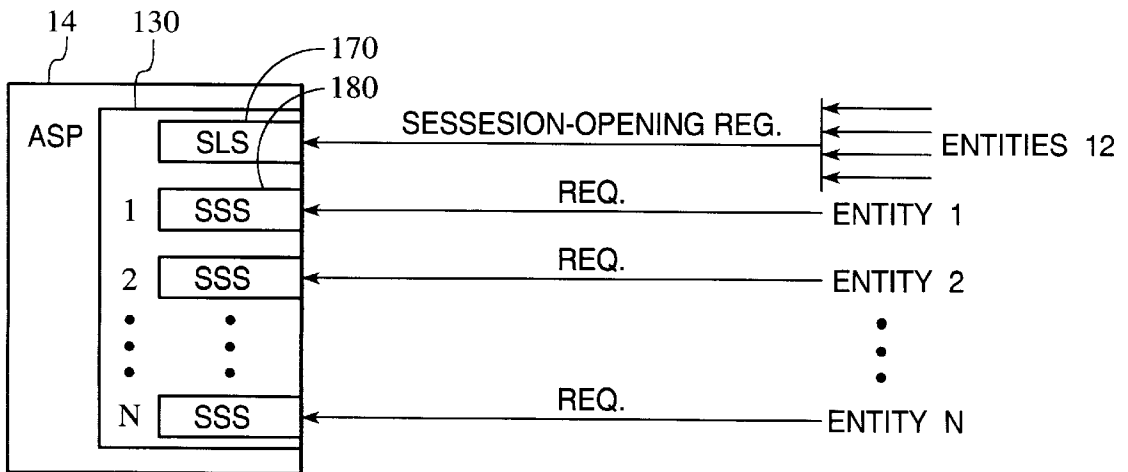 14 130 170
180
ASP SLS SESSESION-OPENING REG. ENTITIES 12
1 SSS REQ. ENTITY 1
2 SSS REQ. ENTITY 2
N SSS REQ. ENTITY N